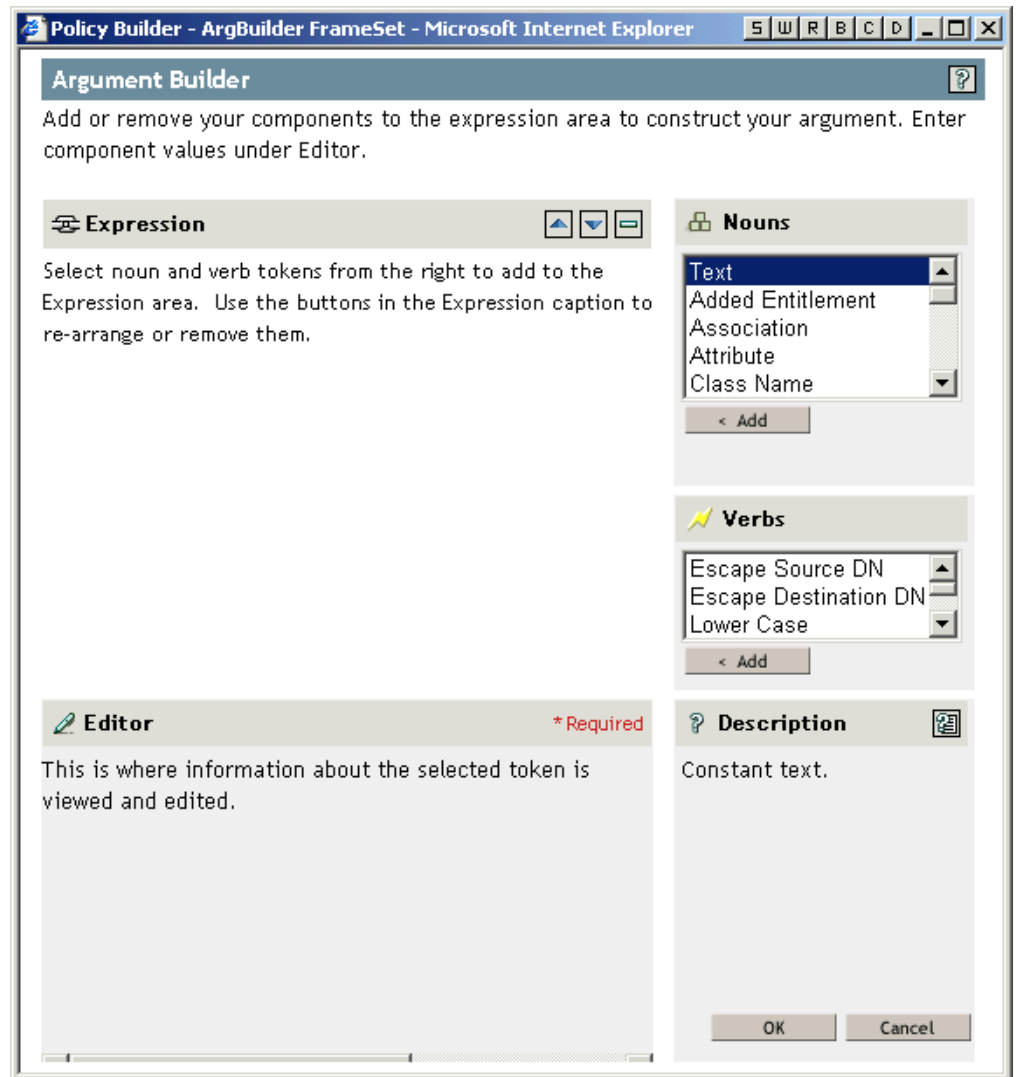 Policy Builder - ArgBuilder FrameSet - Microsoft Internet Explorer
S W R B C D
Argument Builder
?
Add or remove your components to the expression area to construct your argument. Enter
component values under Editor.
Expression
Select noun and verb tokens from the right to add to the
Expression area. Use the buttons in the Expression caption to
re-arrange or remove them.
Nouns
Text
Added Entitlement
Association
Attribute
Class Name
< Add
Verbs
Escape Source DN
Escape Destination DN
Lower Case
< Add
Editor
*Required
This is where information about the selected token is
viewed and edited.
? Description
Constant text.
OK
Cancel